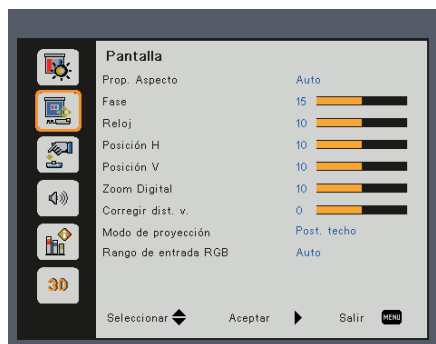 Pantalla
Prop. Aspecto Auto
Fase 15
Reloj 10
Posición H 10
Posición V 10
Zoom Digital 10
Corregir dist. v. 0
Modo de proyección Post. techo
Rango de entrada RGB Auto
3D
Seleccionar Aceptar Salir MENU